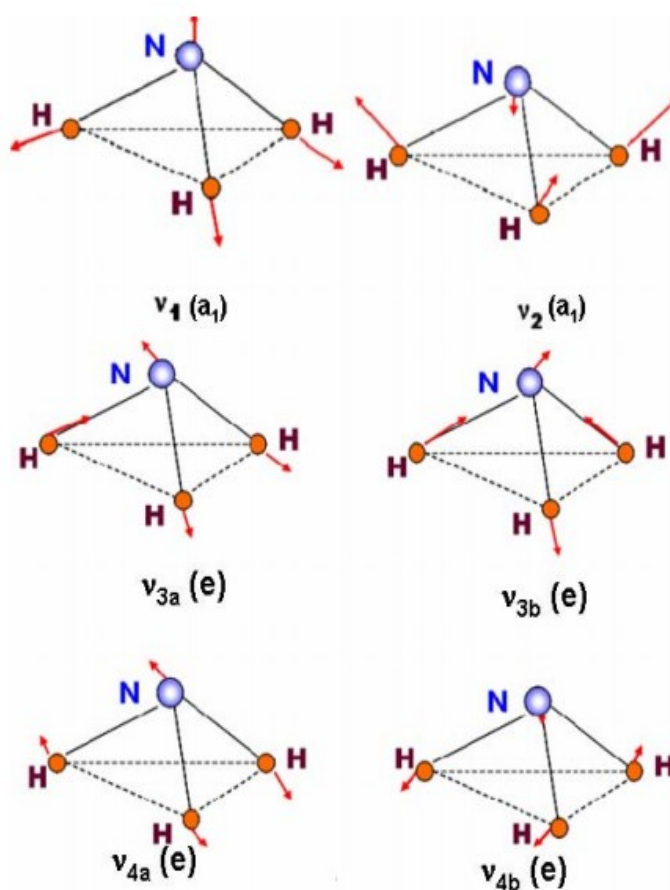 N
H H
H
ν₁ (a₁)
N
H H
H
ν₂ (a₁)
N
H H
H
ν₃ₐ (e)
N
H H
H
ν₃b (e)
N
H H
H
ν₄ₐ (e)
N
H H
H
ν₄b (e)